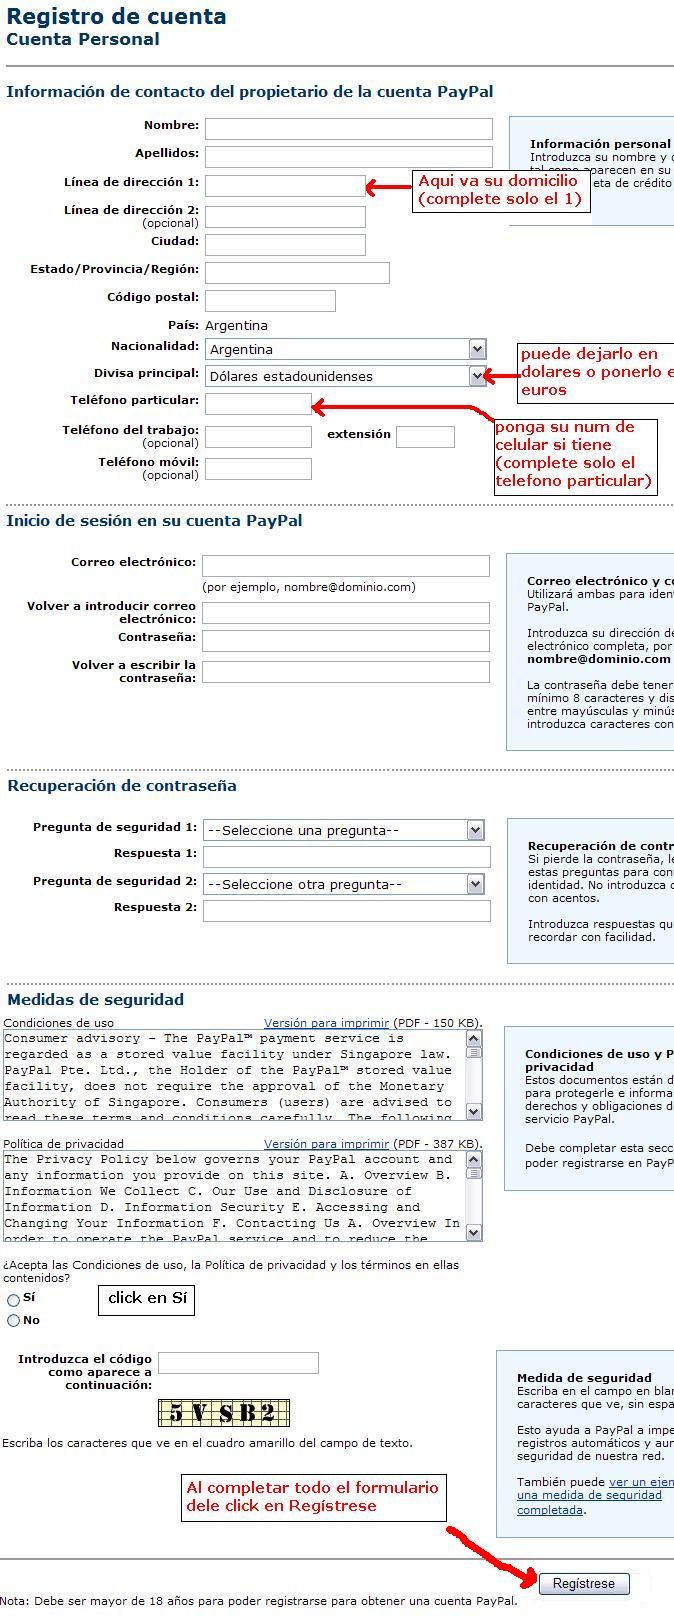 Registro de cuenta
Cuenta Personal
Información de contacto del propietario de la cuenta PayPal
Nombre:
Apellidos:
Información personal
Introduzca su nombre y
tal como aparecen en su
eta de crédito
Línea de dirección 1:
Aqui va su domicilio
(complete solo el 1)
Línea de dirección 2:
(opcional)
Ciudad:
Estado/Provincia/Región:
Código postal:
País: Argentina
Nacionalidad: Argentina
Divisa principal: Dólares estadounidenses
puede dejarlo en
dolares o ponerlo e
euros
Teléfono particular:
ponga su num de
celular si tiene
(complete solo el
telefono particular)
Teléfono del trabajo:
(opcional)
extensión
Teléfono móvil:
(opcional)
Inicio de sesión en su cuenta PayPal
Correo electrónico:
(por ejemplo, nombre@dominio.com)
Volver a introducir correo
electrónico:
Contraseña:
Volver a escribir la
contraseña:
Correo electrónico y co
Utilizará ambas para iden
PayPal.
Introduzca su dirección de
electrónico completa, por
nombre@dominio.com
La contraseña debe tener
mínimo 8 caracteres y dis
entre mayúsculas y minús
introduzca caracteres con
Recuperación de contraseña
Pregunta de seguridad 1: --Seleccione una pregunta--
Respuesta 1:
Pregunta de seguridad 2: --Seleccione otra pregunta--
Respuesta 2:
Recuperación de contr
Si pierde la contraseña, le
estas preguntas para con
identidad. No introduzca
con acentos.
Introduzca respuestas qu
recordar con facilidad.
Medidas de seguridad
Condiciones de uso Versión para imprimir (PDF - 150 KB).
Consumer advisory - The PayPal™ payment service is
regarded as a stored value facility under Singapore law.
PayPal Pte. Ltd., the Holder of the PayPal™ stored value
facility, does not require the approval of the Monetary
Authority of Singapore. Consumers (users) are advised to
read these terms and conditions carefully. The following
Condiciones de uso y P
privacidad
Estos documentos están d
para protegerle e informa
derechos y obligaciones d
servicio PayPal.
Debe completar esta secc
poder registrarse en PayP
Política de privacidad Versión para imprimir (PDF - 387 KB).
The Privacy Policy below governs your PayPal account and
any information you provide on this site. A. Overview B.
Information We Collect C. Our Use and Disclosure of
Information D. Information Security E. Accessing and
Changing Your Information F. Contacting Us A. Overview In
order to operate the PayPal service and to reduce the
¿Acepta las Condiciones de uso, la Política de privacidad y los términos en ellas
contenidos?
Sí
No
click en Sí
Introduzca el código
como aparece a
continuación:
5VSB2
Escriba los caracteres que ve en el cuadro amarillo del campo de texto.
Medida de seguridad
Escriba en el campo en blan
caracteres que ve, sin espa
Esto ayuda a PayPal a impe
registros automáticos y aum
seguridad de nuestra red.
También puede ver un ejen
una medida de seguridad
completada.
Al completar todo el formulario
dele click en Regístrese
Regístrese
Nota: Debe ser mayor de 18 años para poder registrarse para obtener una cuenta PayPal.